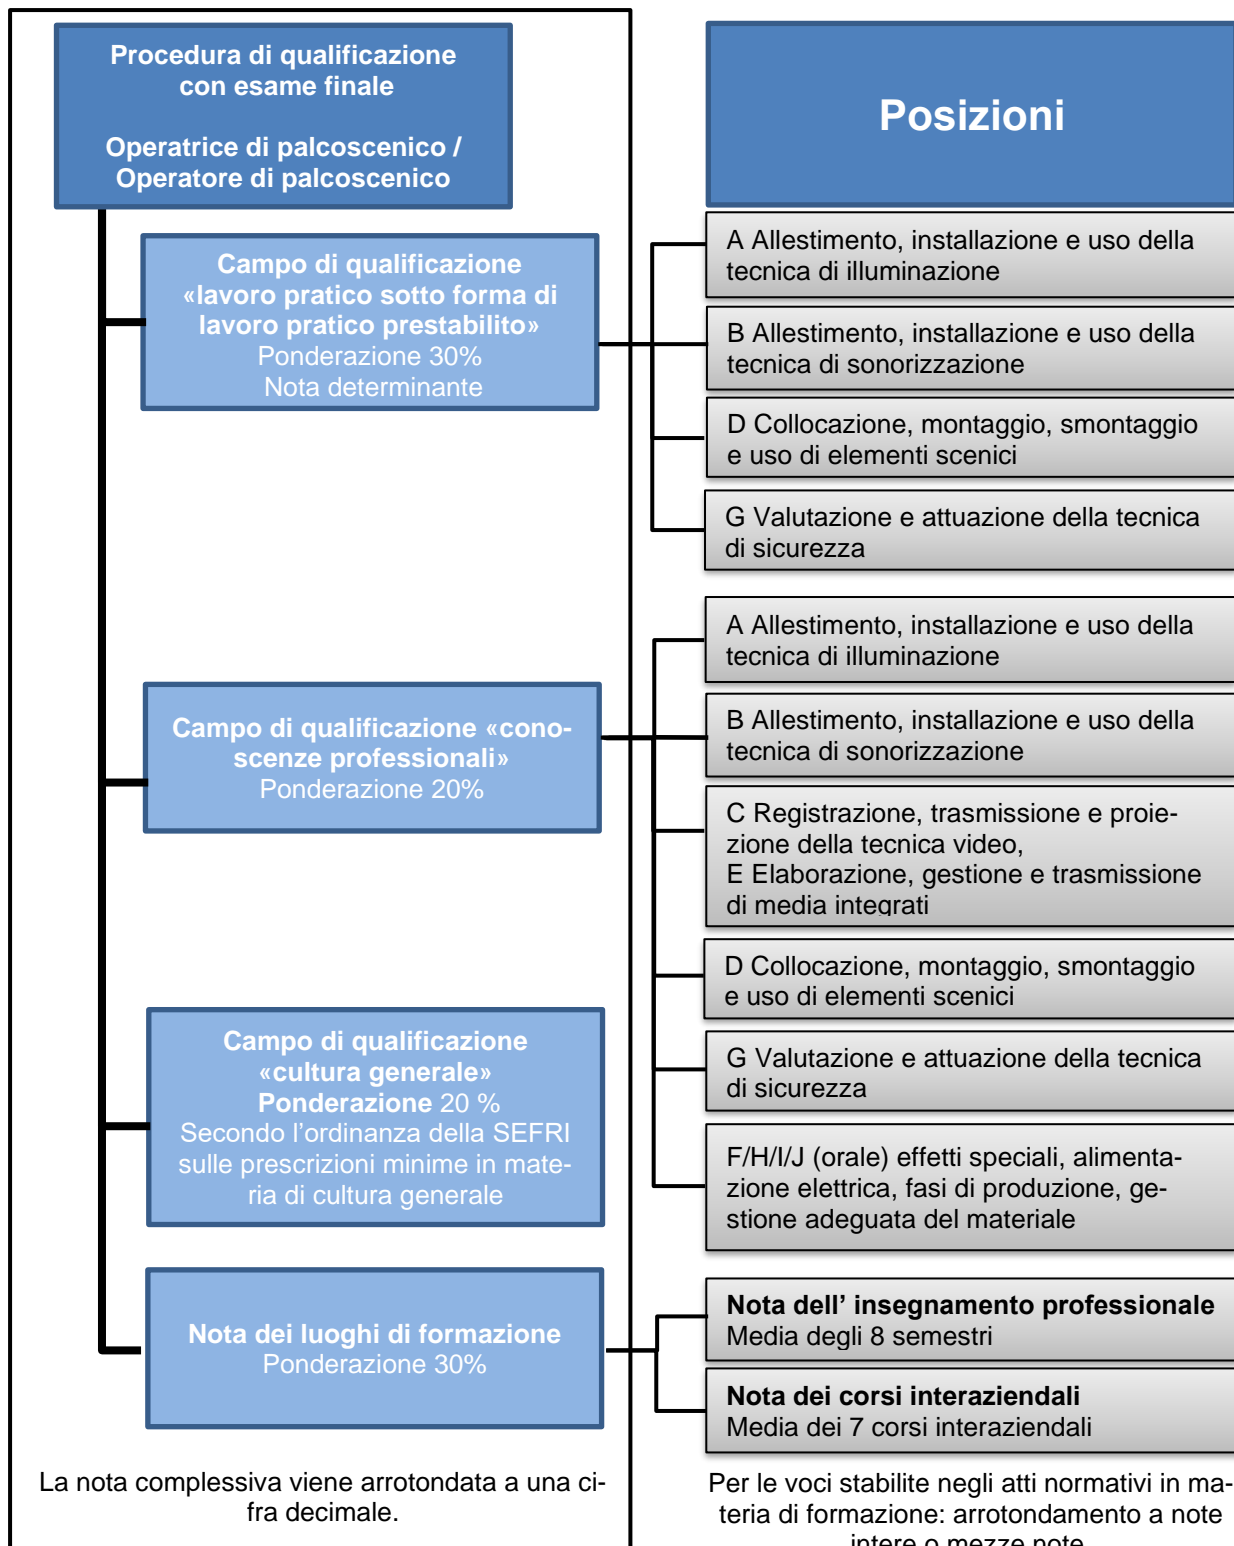 Procedura di qualificazione
con esame finale
Operatrice di palcoscenico /
Operatore di palcoscenico
Campo di qualificazione
«lavoro pratico sotto forma di
lavoro pratico prestabilito»
Ponderazione 30%
Nota determinante
Campo di qualificazione «cono-
scenze professionali»
Ponderazione 20%
Campo di qualificazione
«cultura generale»
Ponderazione 20 %
Secondo l'ordinanza della SEFRI
sulle prescrizioni minime in mate-
ria di cultura generale
Nota dei luoghi di formazione
Ponderazione 30%
La nota complessiva viene arrotondata a una ci-
fra decimale.
Posizioni
A Allestimento, installazione e uso della
tecnica di illuminazione
B Allestimento, installazione e uso della
tecnica di sonorizzazione
D Collocazione, montaggio, smontaggio
e uso di elementi scenici
G Valutazione e attuazione della tecnica
di sicurezza
A Allestimento, installazione e uso della
tecnica di illuminazione
B Allestimento, installazione e uso della
tecnica di sonorizzazione
C Registrazione, trasmissione e proie-
zione della tecnica video,
E Elaborazione, gestione e trasmissione
di media integrati
D Collocazione, montaggio, smontaggio
e uso di elementi scenici
G Valutazione e attuazione della tecnica
di sicurezza
F/H/I/J (orale) effetti speciali, alimenta-
zione elettrica, fasi di produzione, ge-
stione adeguata del materiale
Nota dell' insegnamento professionale
Media degli 8 semestri
Nota dei corsi interaziendali
Media dei 7 corsi interaziendali
Per le voci stabilite negli atti normativi in ma-
teria di formazione: arrotondamento a note
intere o mezze note